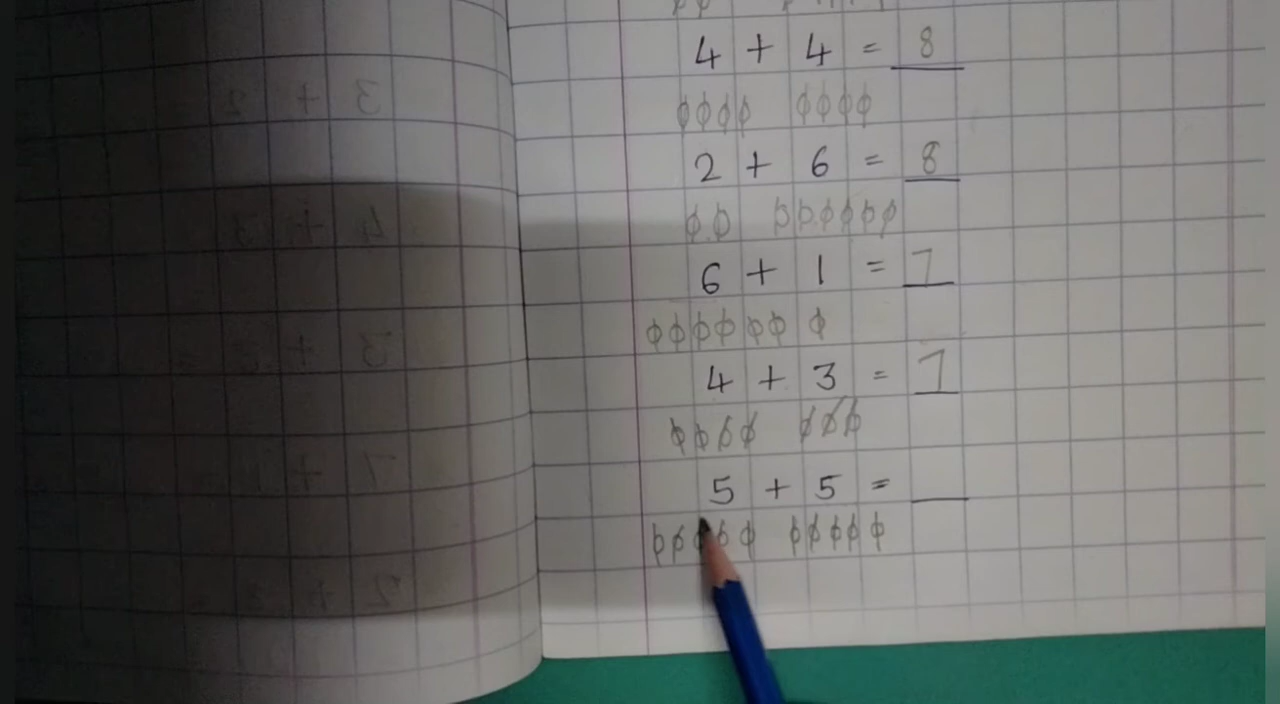 4 + 4 = 8
2 + 6 = 8
6 + 1 = 7
4 + 3 = 7
5 + 5 =